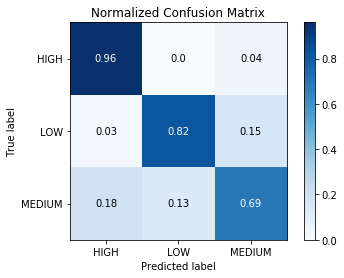 Normalized Confusion Matrix
HIGH 0.96 0.0 0.04
LOW 0.03 0.82 0.15
MEDIUM 0.18 0.13 0.69
HIGH LOW MEDIUM
Predicted label
True label
0.8
0.6
0.4
0.2
0.0